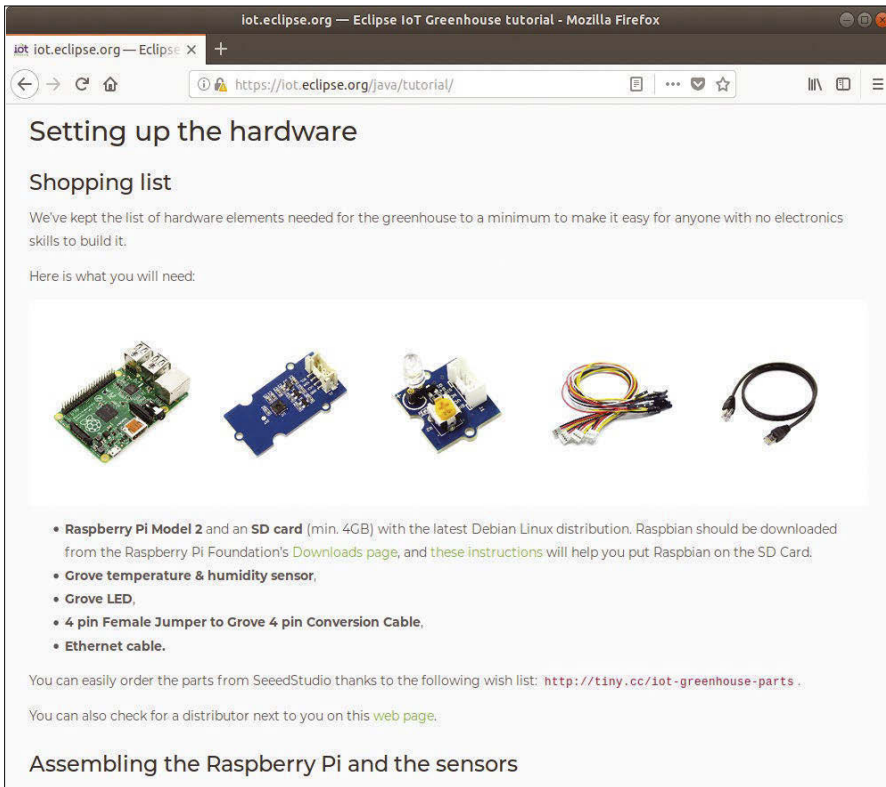 iot.eclipse.org — Eclipse IoT Greenhouse tutorial - Mozilla Firefox
iot iot.eclipse.org — Eclipse
https://iot.eclipse.org/java/tutorial/
Setting up the hardware
Shopping list
We've kept the list of hardware elements needed for the greenhouse to a minimum to make it easy for anyone with no electronics
skills to build it.
Here is what you will need:
• Raspberry Pi Model 2 and an SD card (min. 4GB) with the latest Debian Linux distribution. Raspbian should be downloaded
from the Raspberry Pi Foundation's Downloads page, and these instructions will help you put Raspbian on the SD Card.
• Grove temperature & humidity sensor,
• Grove LED,
• 4 pin Female Jumper to Grove 4 pin Conversion Cable,
• Ethernet cable.
You can easily order the parts from SeeedStudio thanks to the following wish list: http://tiny.cc/iot-greenhouse-parts .
You can also check for a distributor next to you on this web page.
Assembling the Raspberry Pi and the sensors